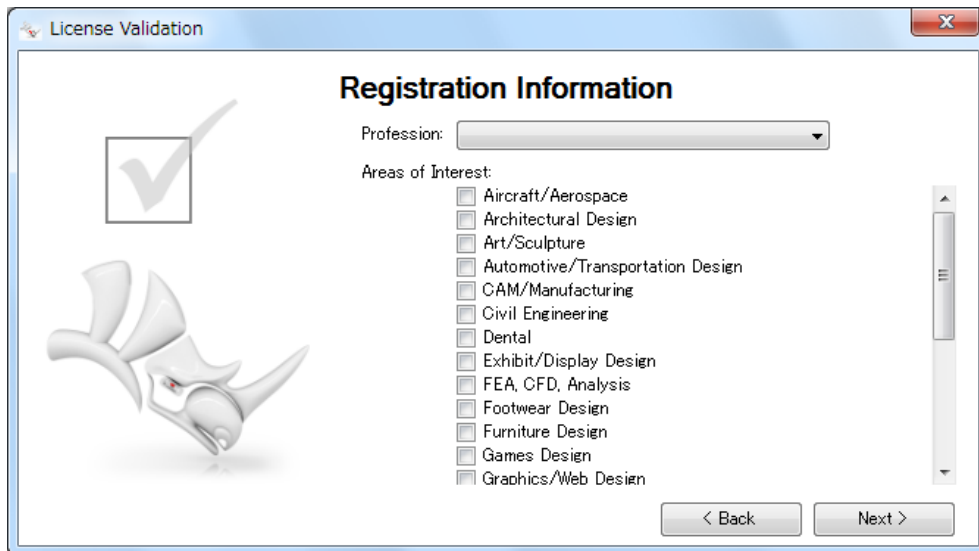 License Validation
Registration Information
Profession:
Areas of Interest:
Aircraft/Aerospace
Architectural Design
Art/Sculpture
Automotive/Transportation Design
CAM/Manufacturing
Civil Engineering
Dental
Exhibit/Display Design
FEA, CFD, Analysis
Footwear Design
Furniture Design
Games Design
Graphics/Web Design
< Back
Next >